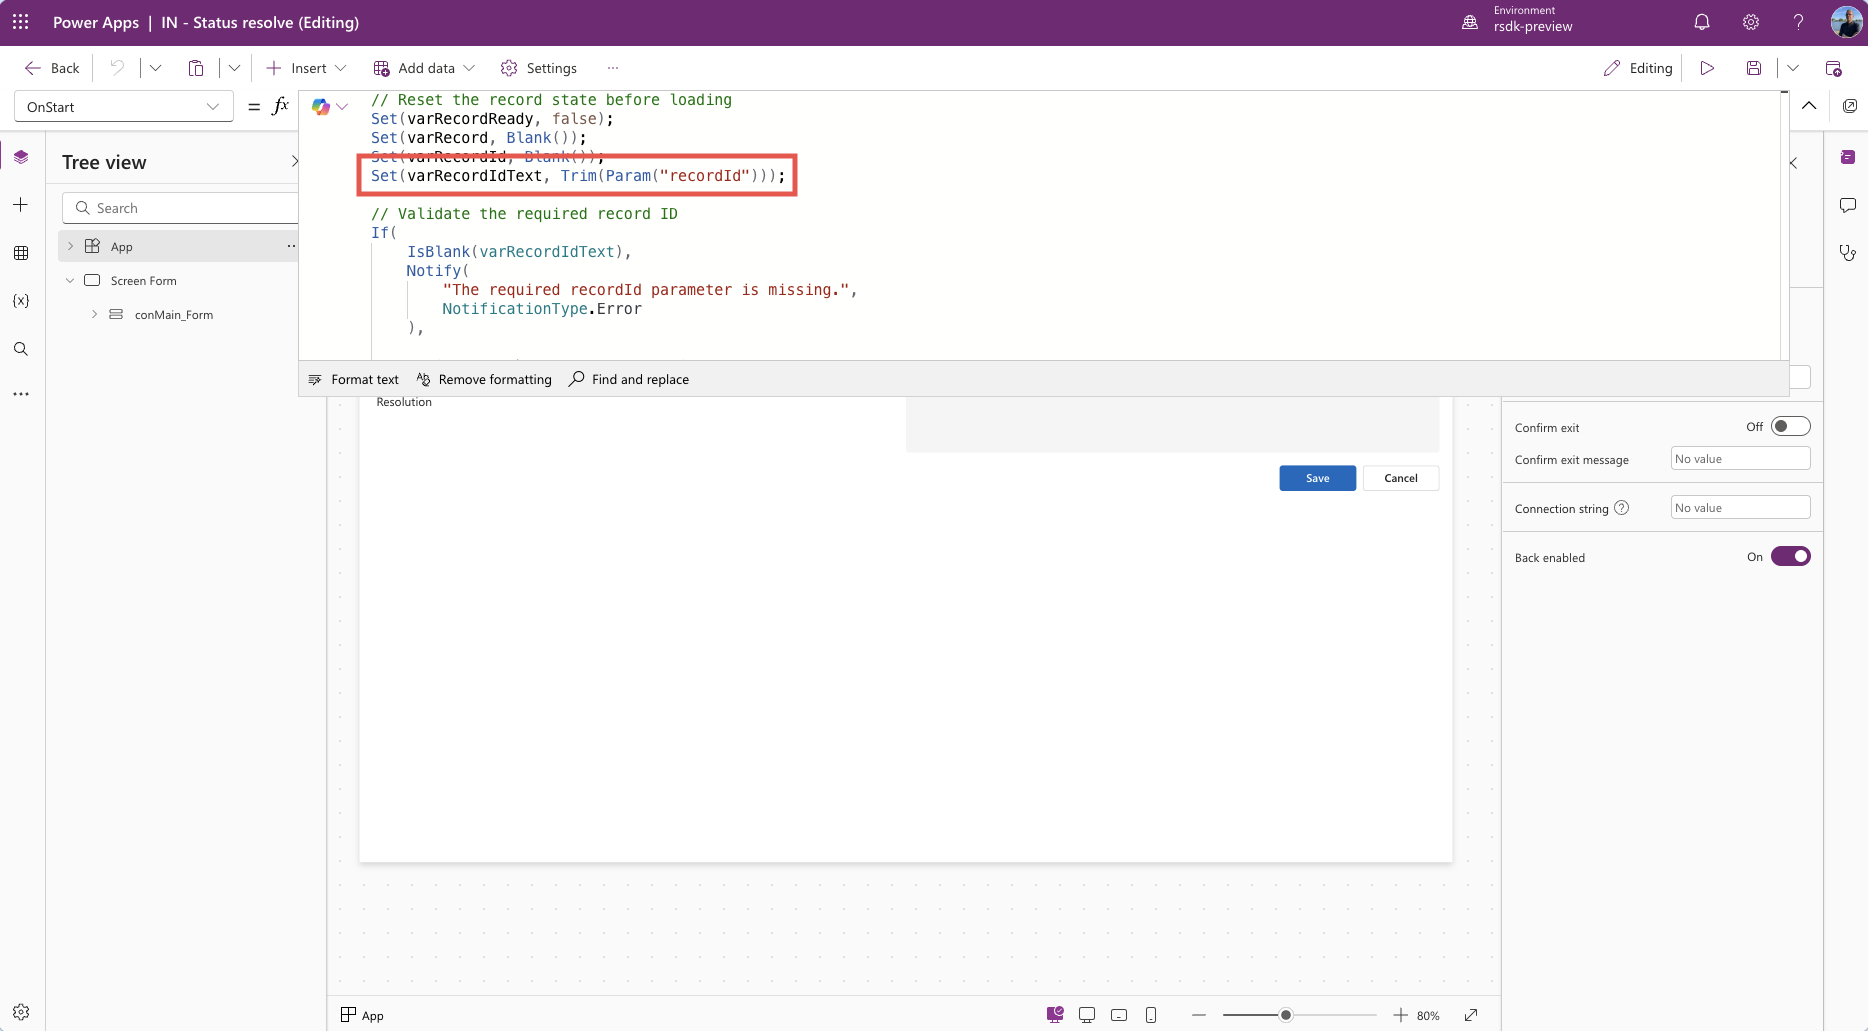 Power Apps | IN - Status resolve (Editing)
Environment
rsdk-preview
Back
Insert
Add data
Settings
Editing
OnStart
= fx
// Reset the record state before loading
Set(varRecordReady, false);
Set(varRecord, Blank());
Set(varRecordId, Blank());
Set(varRecordIdText, Trim(Param("recordId")));
// Validate the required record ID
If(
IsBlank(varRecordIdText),
Notify(
"The required recordId parameter is missing.",
NotificationType.Error
),
Format text
Remove formatting
Find and replace
Tree view
Search
App
Screen Form
conMain_Form
Resolution
Save
Cancel
Confirm exit
Off
Confirm exit message
No value
Connection string
No value
Back enabled
On
App
80%